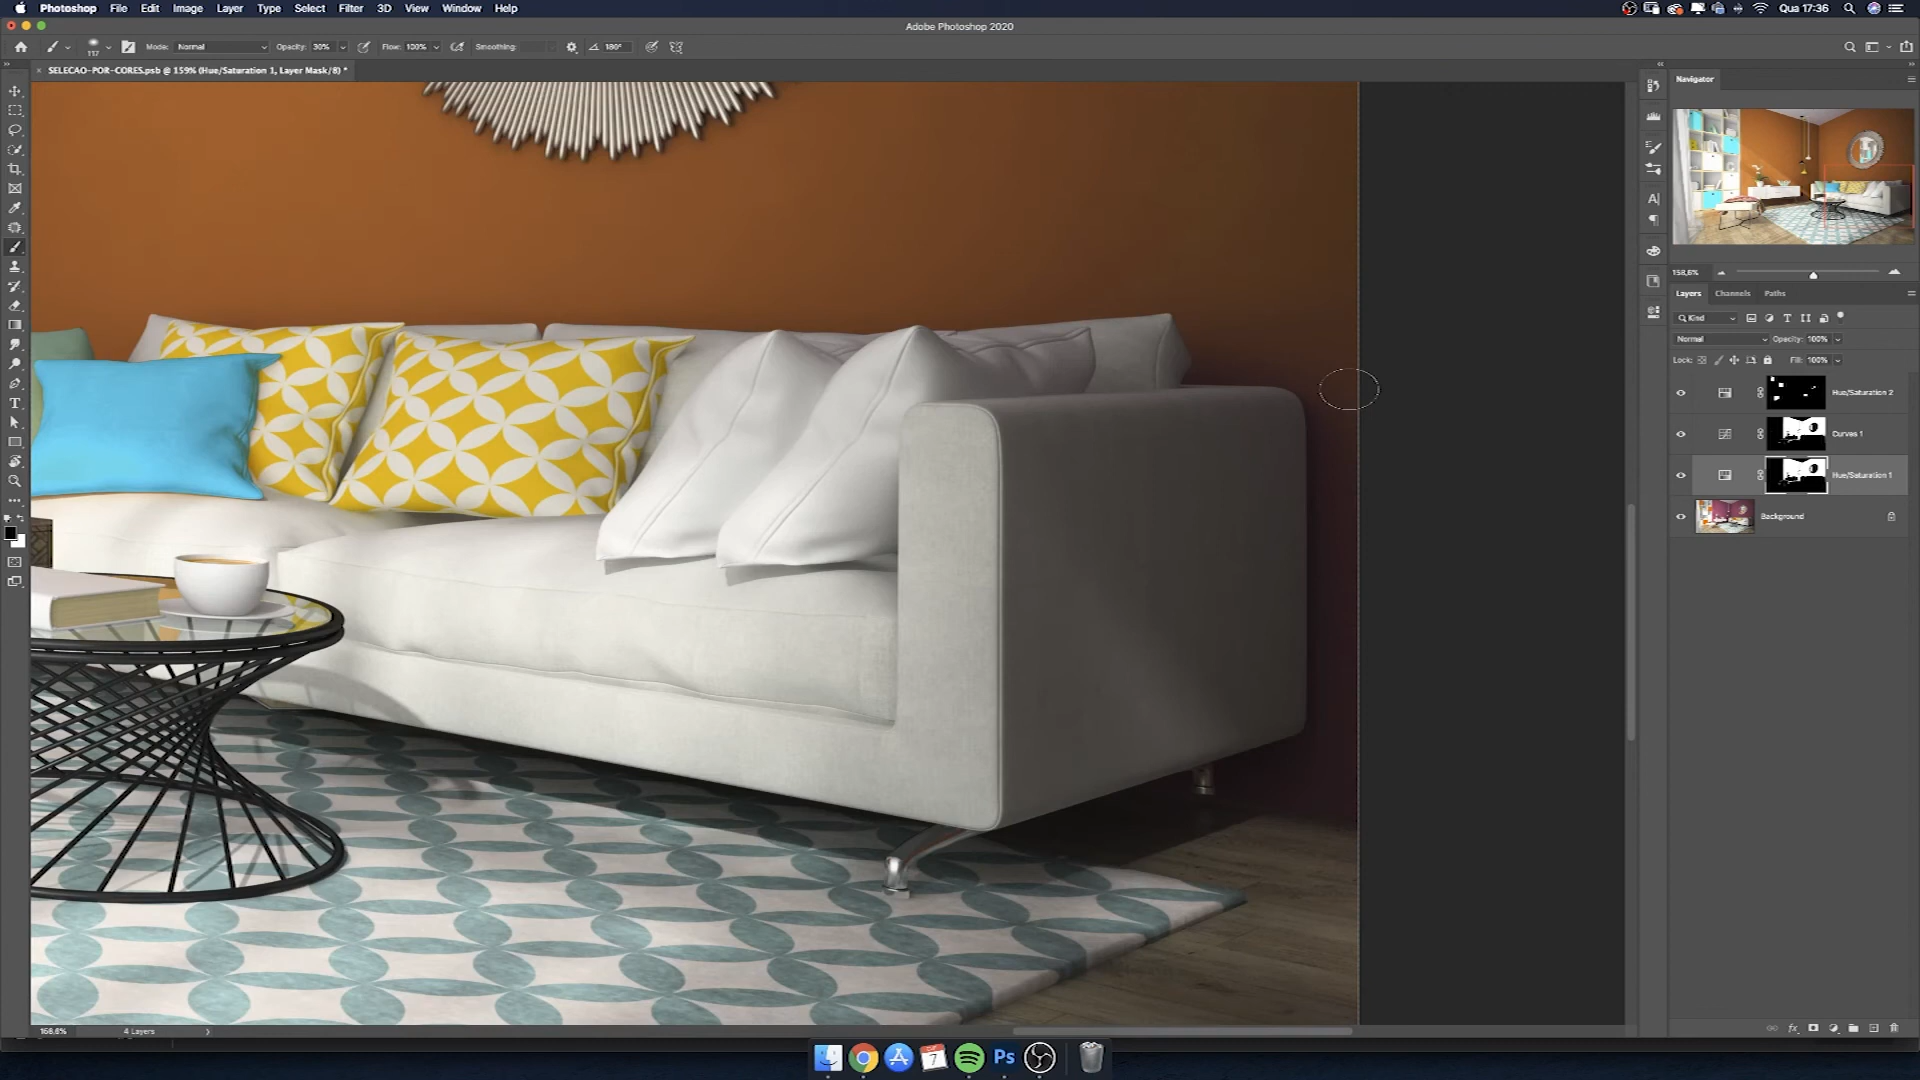 Photoshop File Edit Image Layer Type Select Filter 3D View Window Help Qua 17:36
Adobe Photoshop 2020
117 Mode: Normal Opacity: 30% Flow: 100% Smoothing: 180°
SELECAO-POR-CORES.psb @ 159% (Hue/Saturation 1, Layer Mask/8) *
Navigator
158,6%
Layers Channels Paths
Kind
Normal Opacity: 100%
Lock: Fill: 100%
Hue/Saturation 2
Curves 1
Hue/Saturation 1
Background
158,6% 4 Layers
7
Ps